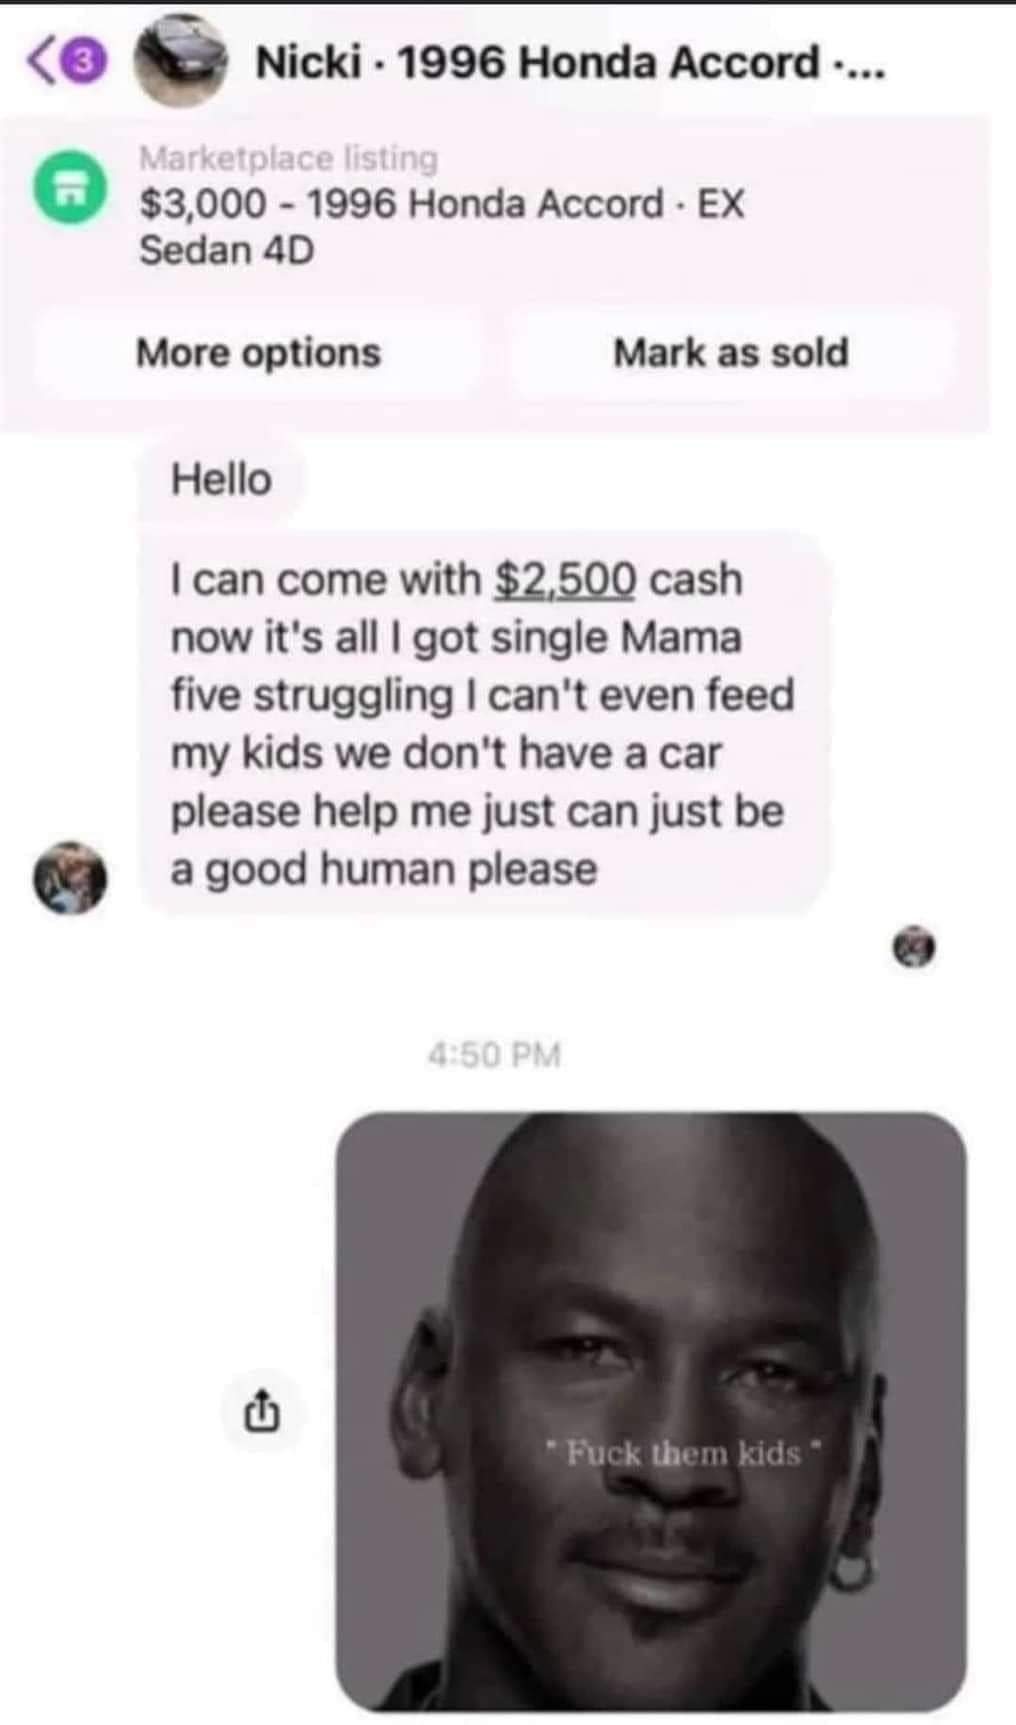 3
Nicki · 1996 Honda Accord ·...
Marketplace listing
$3,000 - 1996 Honda Accord · EX
Sedan 4D
More options
Mark as sold
Hello
I can come with $2,500 cash
now it's all I got single Mama
five struggling I can't even feed
my kids we don't have a car
please help me just can just be
a good human please
4:50 PM
" Fuck them kids "